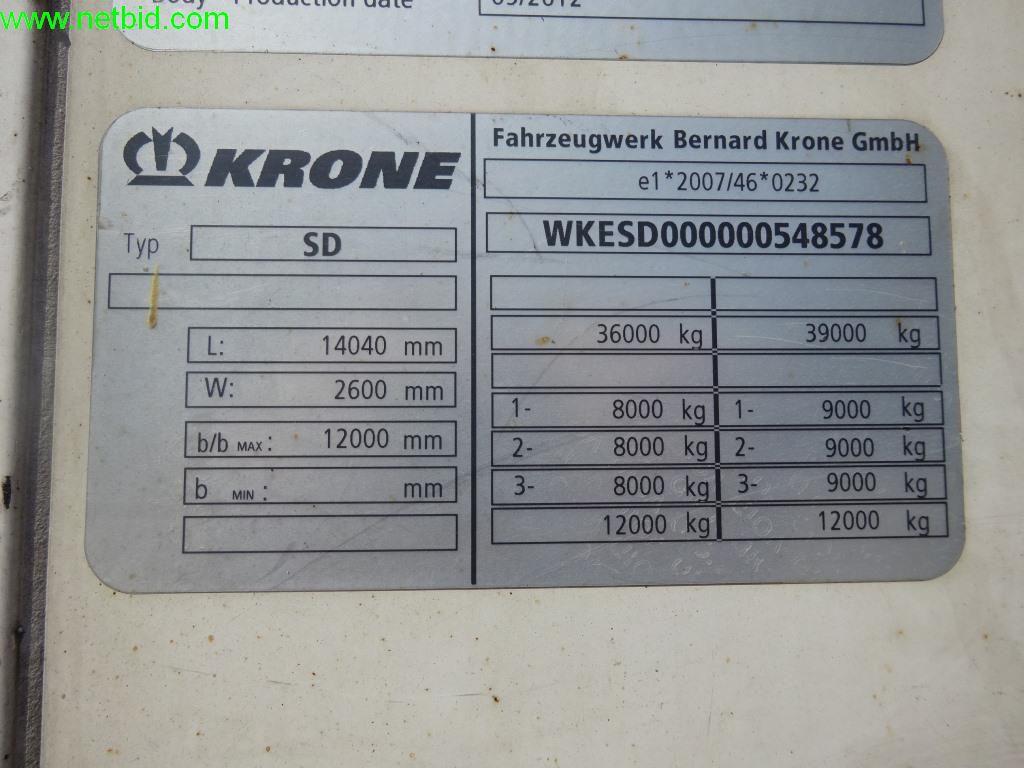 www.netbid.com
Body - Production date
KRONE
Typ SD
L: 14040 mm
W: 2600 mm
b/b MAX : 12000 mm
b MIN : mm
Fahrzeugwerk Bernard Krone GmbH
e1*2007/46*0232
WKESD000000548578
36000 kg 39000 kg
1- 8000 kg 1- 9000 kg
2- 8000 kg 2- 9000 kg
3- 8000 kg 3- 9000 kg
12000 kg 12000 kg